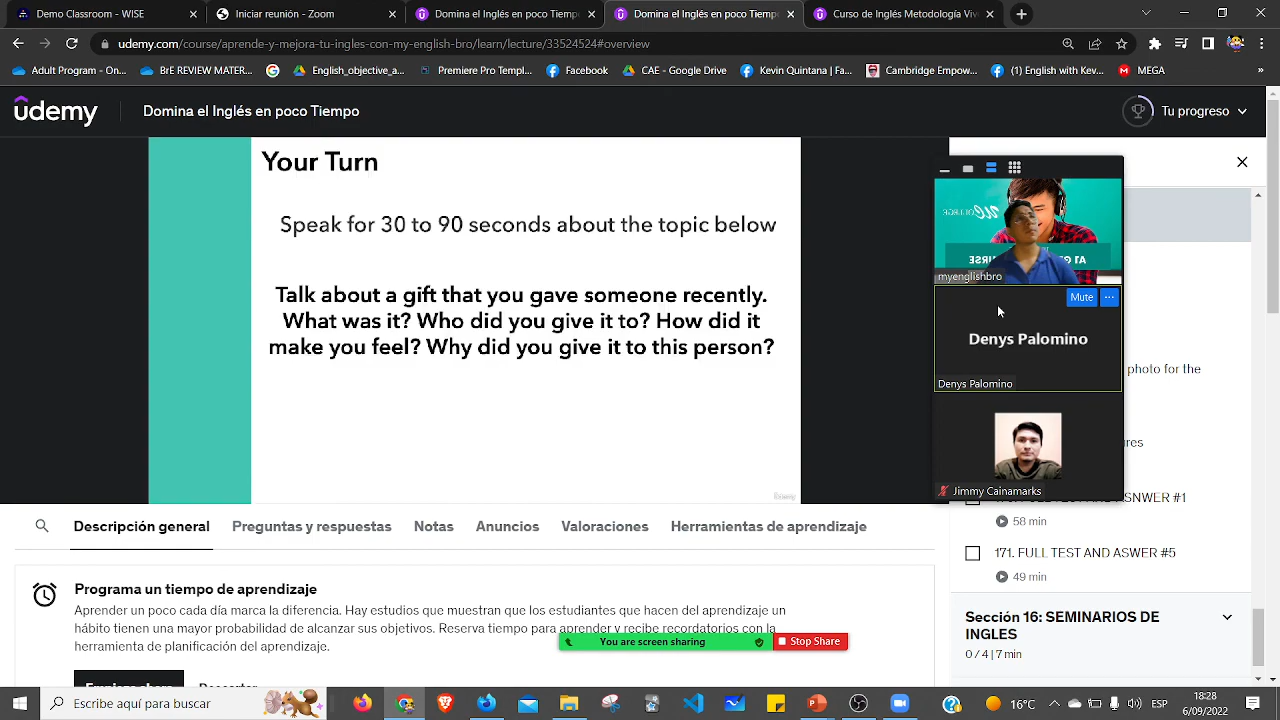 Demo Classroom - WISE
Iniciar reunión - Zoom
Domina el Inglés en poco Tiemp
Domina el Inglés en poco Tiemp
Curso de Inglés Metodología Viv
udemy.com/course/aprende-y-mejora-tu-ingles-con-my-english-bro/learn/lecture/33524524#overview
Adult Program - On...
BrE REVIEW MATER...
English_objective_a...
Premiere Pro Templ...
Facebook
CAE - Google Drive
Kevin Quintana | Fa...
Cambridge Empow...
(1) English with Kev...
MEGA
»
udemy
Domina el Inglés en poco Tiempo
Tu progreso
Your Turn
Speak for 30 to 90 seconds about the topic below
Talk about a gift that you gave someone recently.
What was it? Who did you give it to? How did it
make you feel? Why did you give it to this person?
myenglishbro
Mute
Denys Palomino
Denys Palomino
Jimmy Cainamarks
photo for the
#1
58 min
171. FULL TEST AND ASWER #5
49 min
Sección 16: SEMINARIOS DE
INGLES
0 / 4 | 7 min
Descripción general
Preguntas y respuestas
Notas
Anuncios
Valoraciones
Herramientas de aprendizaje
Programa un tiempo de aprendizaje
Aprender un poco cada día marca la diferencia. Hay estudios que muestran que los estudiantes que hacen del aprendizaje un
hábito tienen una mayor probabilidad de alcanzar sus objetivos. Reserva tiempo para aprender y recibe recordatorios con la
herramienta de planificación del aprendizaje.
You are screen sharing
Stop Share
scribe aquí para buscar
16°C
18:28
6/09/2022